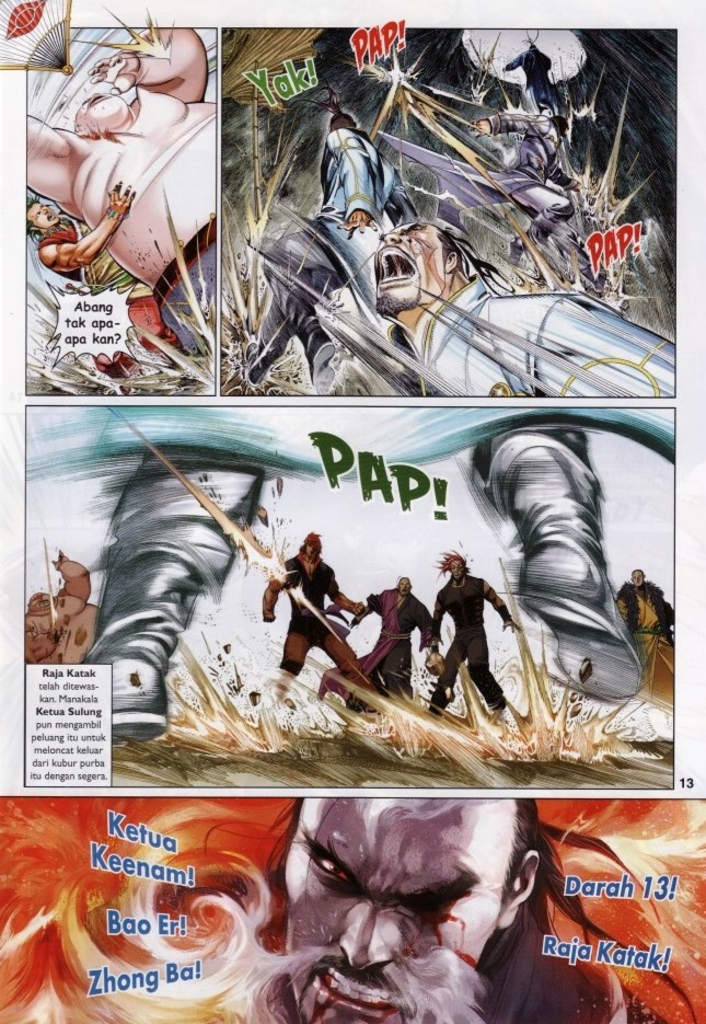 Abang
tak apa-
apa kan?
Yak!
PAP!
PAP!
PAP!
Raja Katak
telah ditewas-
kan. Manakala
Ketua Sulung
pun mengambil
peluang itu untuk
meloncat keluar
dari kubur purba
itu dengan segera.
13
Ketua
Keenam!
Bao Er!
Zhong Ba!
Darah 13!
Raja Katak!